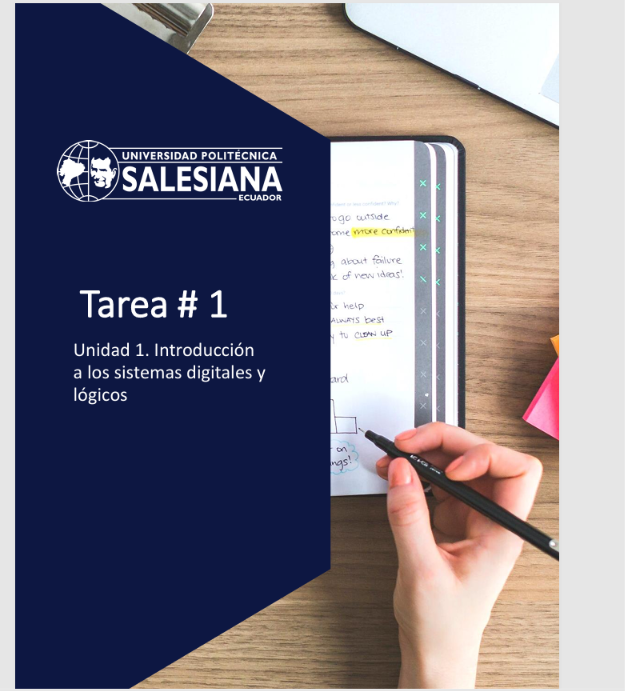 UNIVERSIDAD POLITÉCNICA
SALESIANA
ECUADOR
Tarea # 1
Unidad 1. Introducción
a los sistemas digitales y
lógicos
go outside
more confident
about failure
of new ideas!
help
ALWAYS best
to CLEAN UP
on